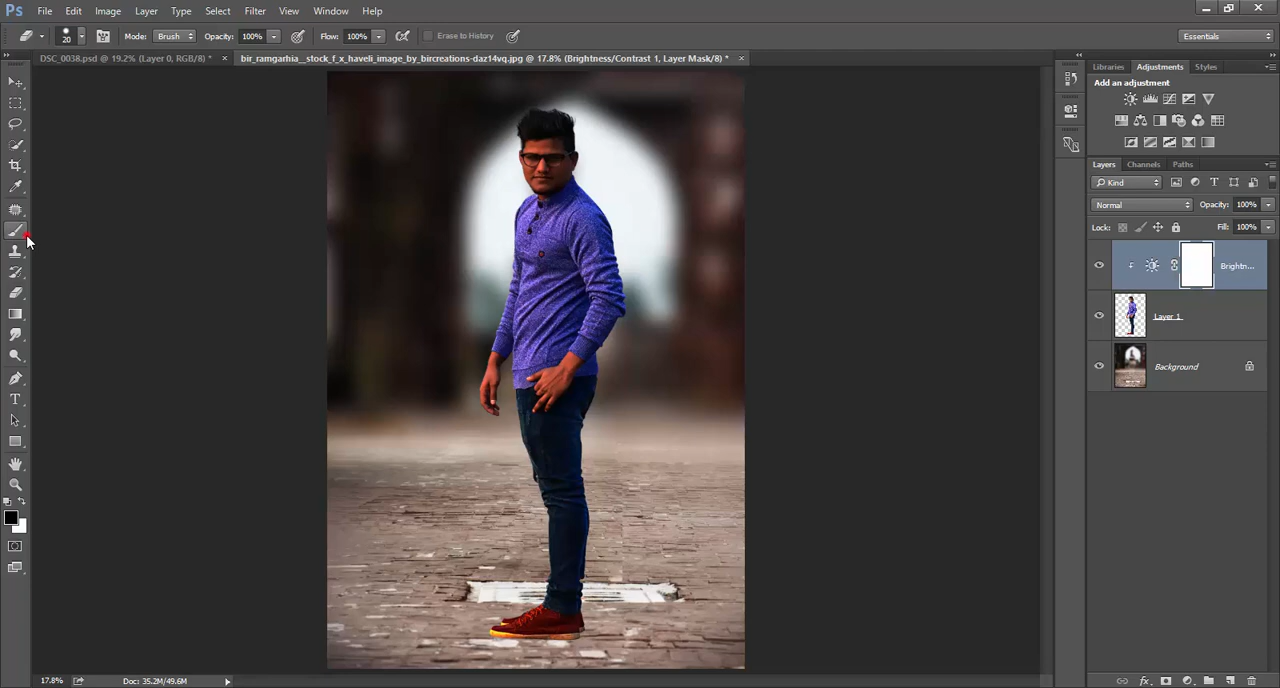 Ps File Edit Image Layer Type Select Filter View Window Help
20 Mode: Brush Opacity: 100% Flow: 100% Erase to History Essentials
DSC_0038.psd @ 19.2% (Layer 0, RGB/8) * × bir_ramgarhia__stock_f_x_haveli_image_by_bircreations-daz14vq.jpg @ 17.8% (Brightness/Contrast 1, Layer Mask/8) * ×
Libraries Adjustments Styles
Add an adjustment
Layers Channels Paths
Kind
Normal Opacity: 100%
Lock: Fill: 100%
Brightn...
Layer 1
Background
17.8% Doc: 35.2M/49.6M